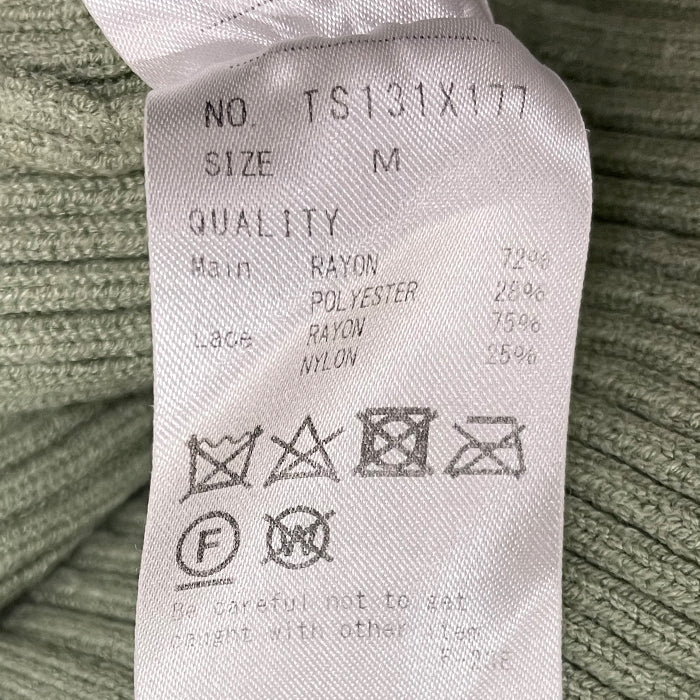 NO. TS131X177
SIZE M
QUALITY
Main RAYON 72%
POLYESTER 28%
Lace RAYON 75%
NYLON 25%
F
W
Be careful not to get
caught with other item